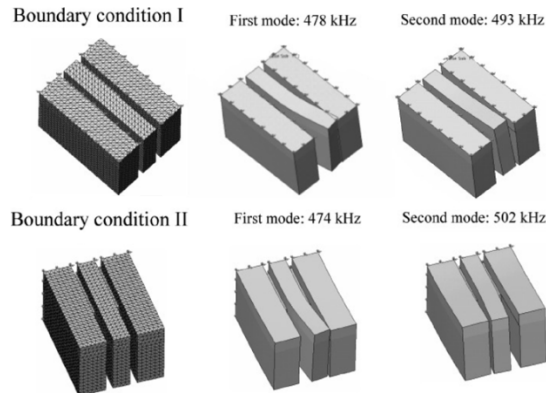 Boundary condition I
First mode: 478 kHz
Second mode: 493 kHz
Boundary condition II
First mode: 474 kHz
Second mode: 502 kHz